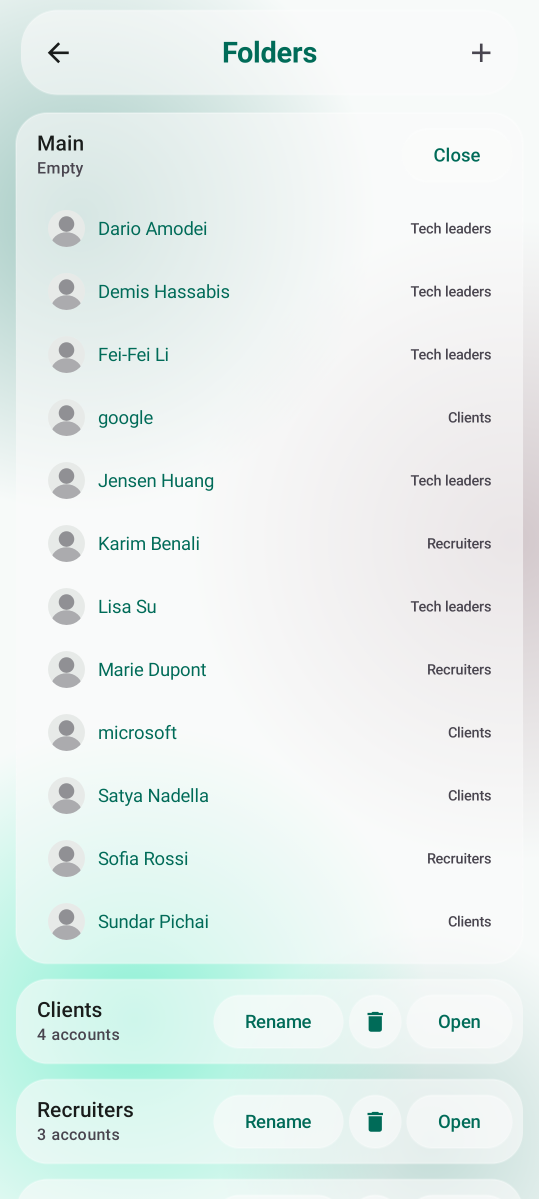 Folders
Main
Empty
Close
Dario Amodei Tech leaders
Demis Hassabis Tech leaders
Fei-Fei Li Tech leaders
google Clients
Jensen Huang Tech leaders
Karim Benali Recruiters
Lisa Su Tech leaders
Marie Dupont Recruiters
microsoft Clients
Satya Nadella Clients
Sofia Rossi Recruiters
Sundar Pichai Clients
Clients
4 accounts
Rename Open
Recruiters
3 accounts
Rename Open